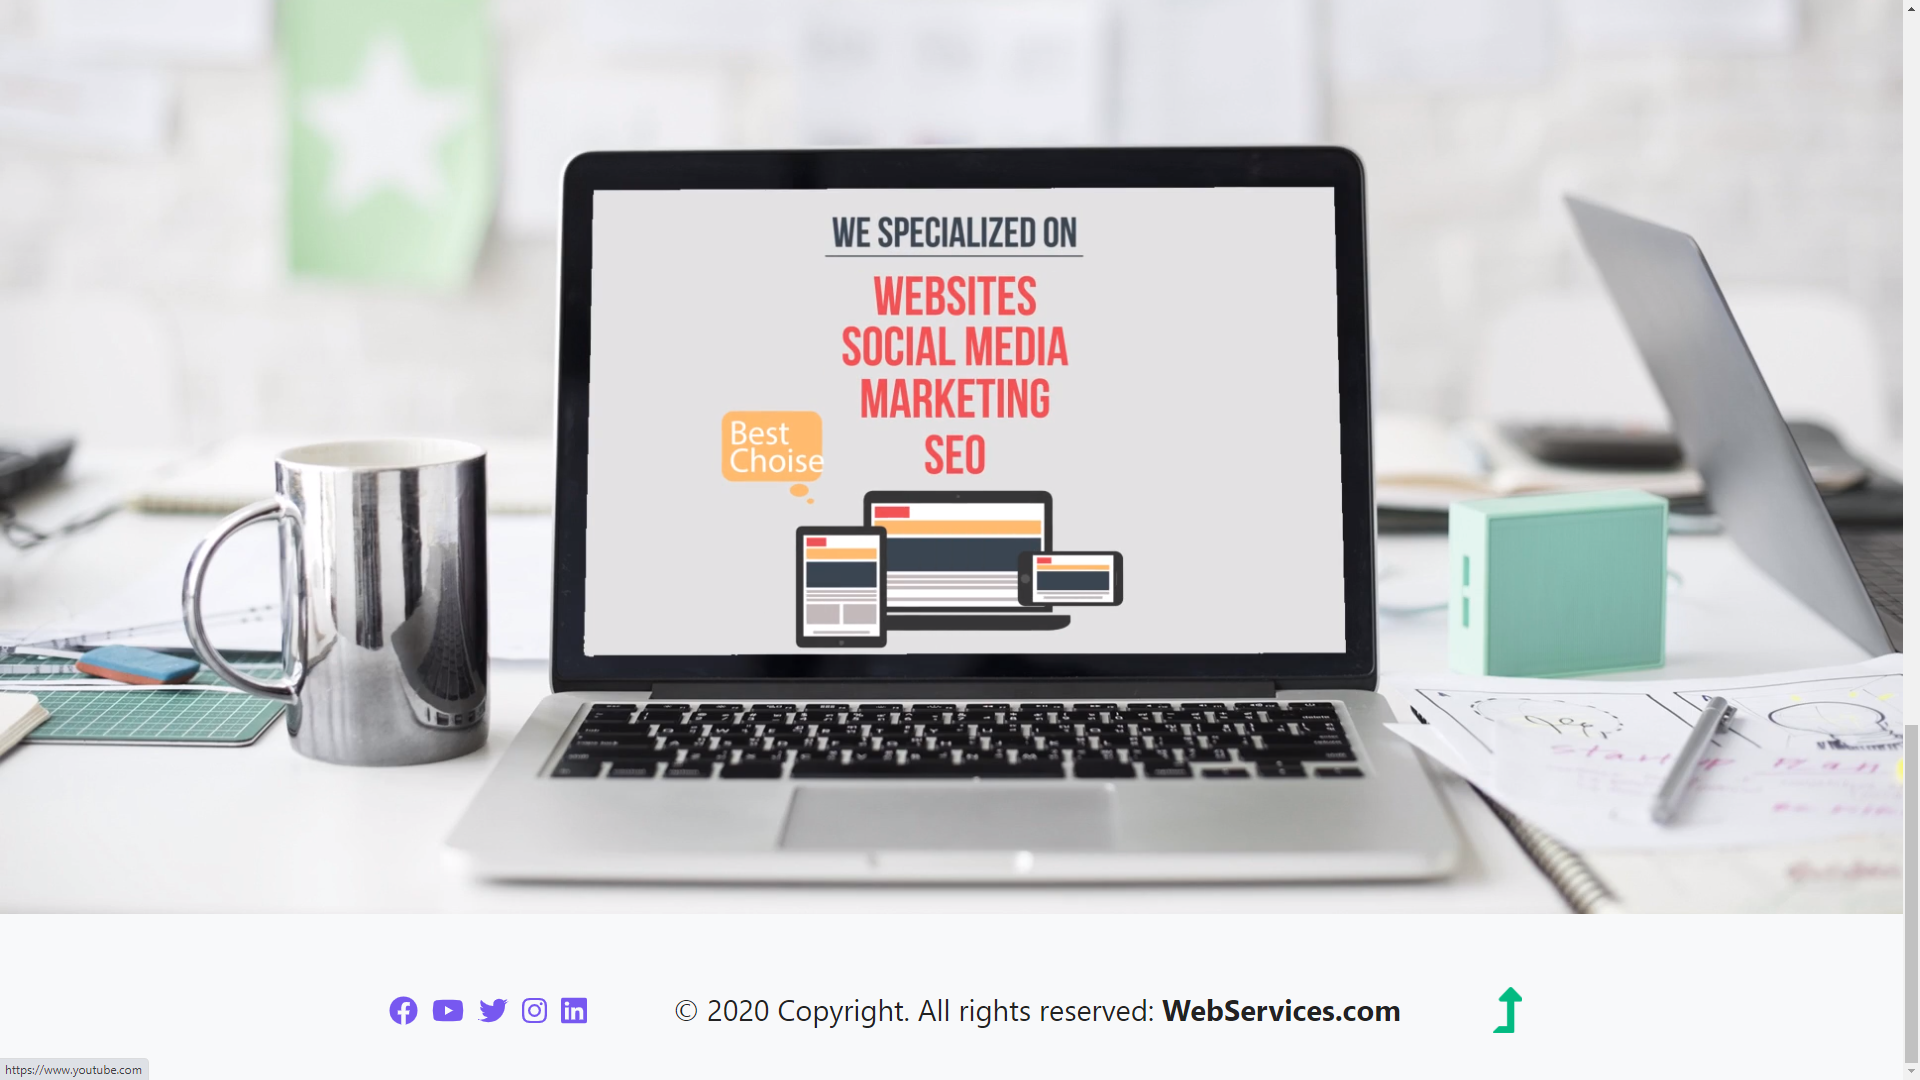 WE SPECIALIZED ON
WEBSITES
SOCIAL MEDIA
MARKETING
SEO
Best
Choise
© 2020 Copyright. All rights reserved: WebServices.com
https://www.youtube.com